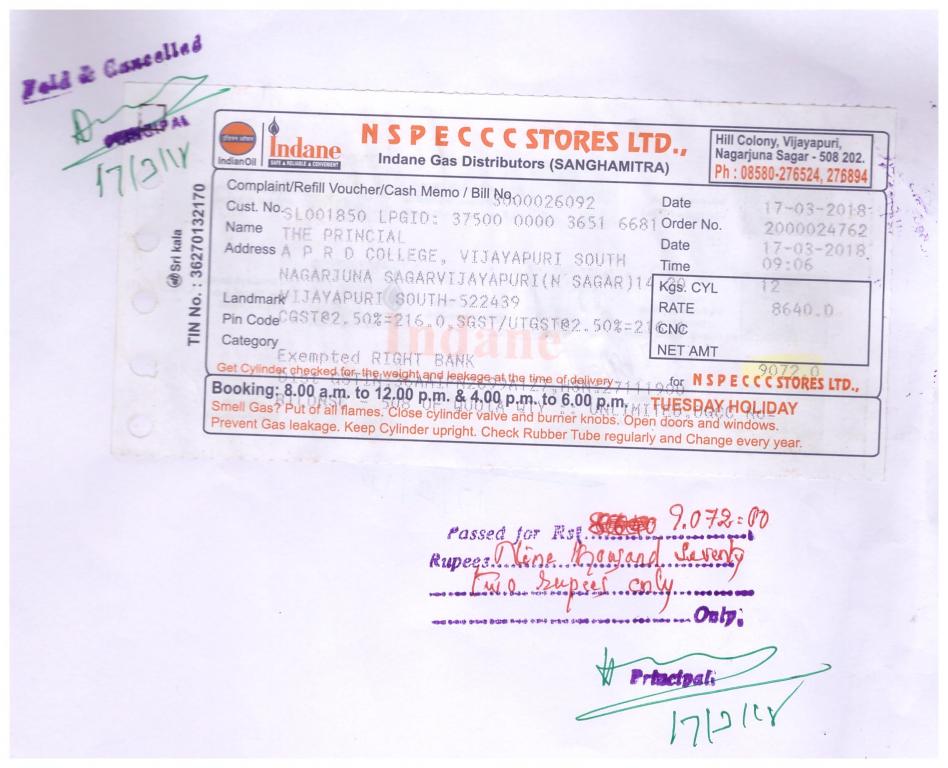 Paid & Cancelled
PRINCIPAL
17/3/18
IndianOil
Indane
SAFE & RELIABLE & CONVENIENT
N S P E C C C STORES LTD.,
Indane Gas Distributors (SANGHAMITRA)
Hill Colony, Vijayapuri,
Nagarjuna Sagar - 508 202.
Ph : 08580-276524, 276894
Sri kala
TIN No. : 36270132170
Complaint/Refill Voucher/Cash Memo / Bill No. S000026092
Cust. No. SL001850 LPGID: 37500 0000 3651 6681
Name THE PRINCIAL
Address A P R D COLLEGE, VIJAYAPURI SOUTH
NAGARJUNA SAGARVIJAYAPURI(N SAGAR)14
Landmark VIJAYAPURI SOUTH-522439
Pin Code CGST@2.50%=216.0,SGST/UTGST@2.50%=216
Category
Exempted RIGHT BANK
Date 17-03-2018
Order No. 2000024762
Date 17-03-2018
Time 09:06
Kgs. CYL 12
RATE 8640.0
CNC
NET AMT
9072.0
Indane
Get Cylinder checked for the weight and leakage at the time of delivery
for N S P E C C C STORES LTD.,
Booking: 8.00 a.m. to 12.00 p.m. & 4.00 p.m. to 6.00 p.m. TUESDAY HOLIDAY
Smell Gas? Put of all flames. Close cylinder valve and burner knobs. Open doors and windows.
Prevent Gas leakage. Keep Cylinder upright. Check Rubber Tube regularly and Change every year.
Passed for Rs. 9.072=00
Rupees Nine thousand Seventy
two rupees only
Only.
Principal
17/3/18